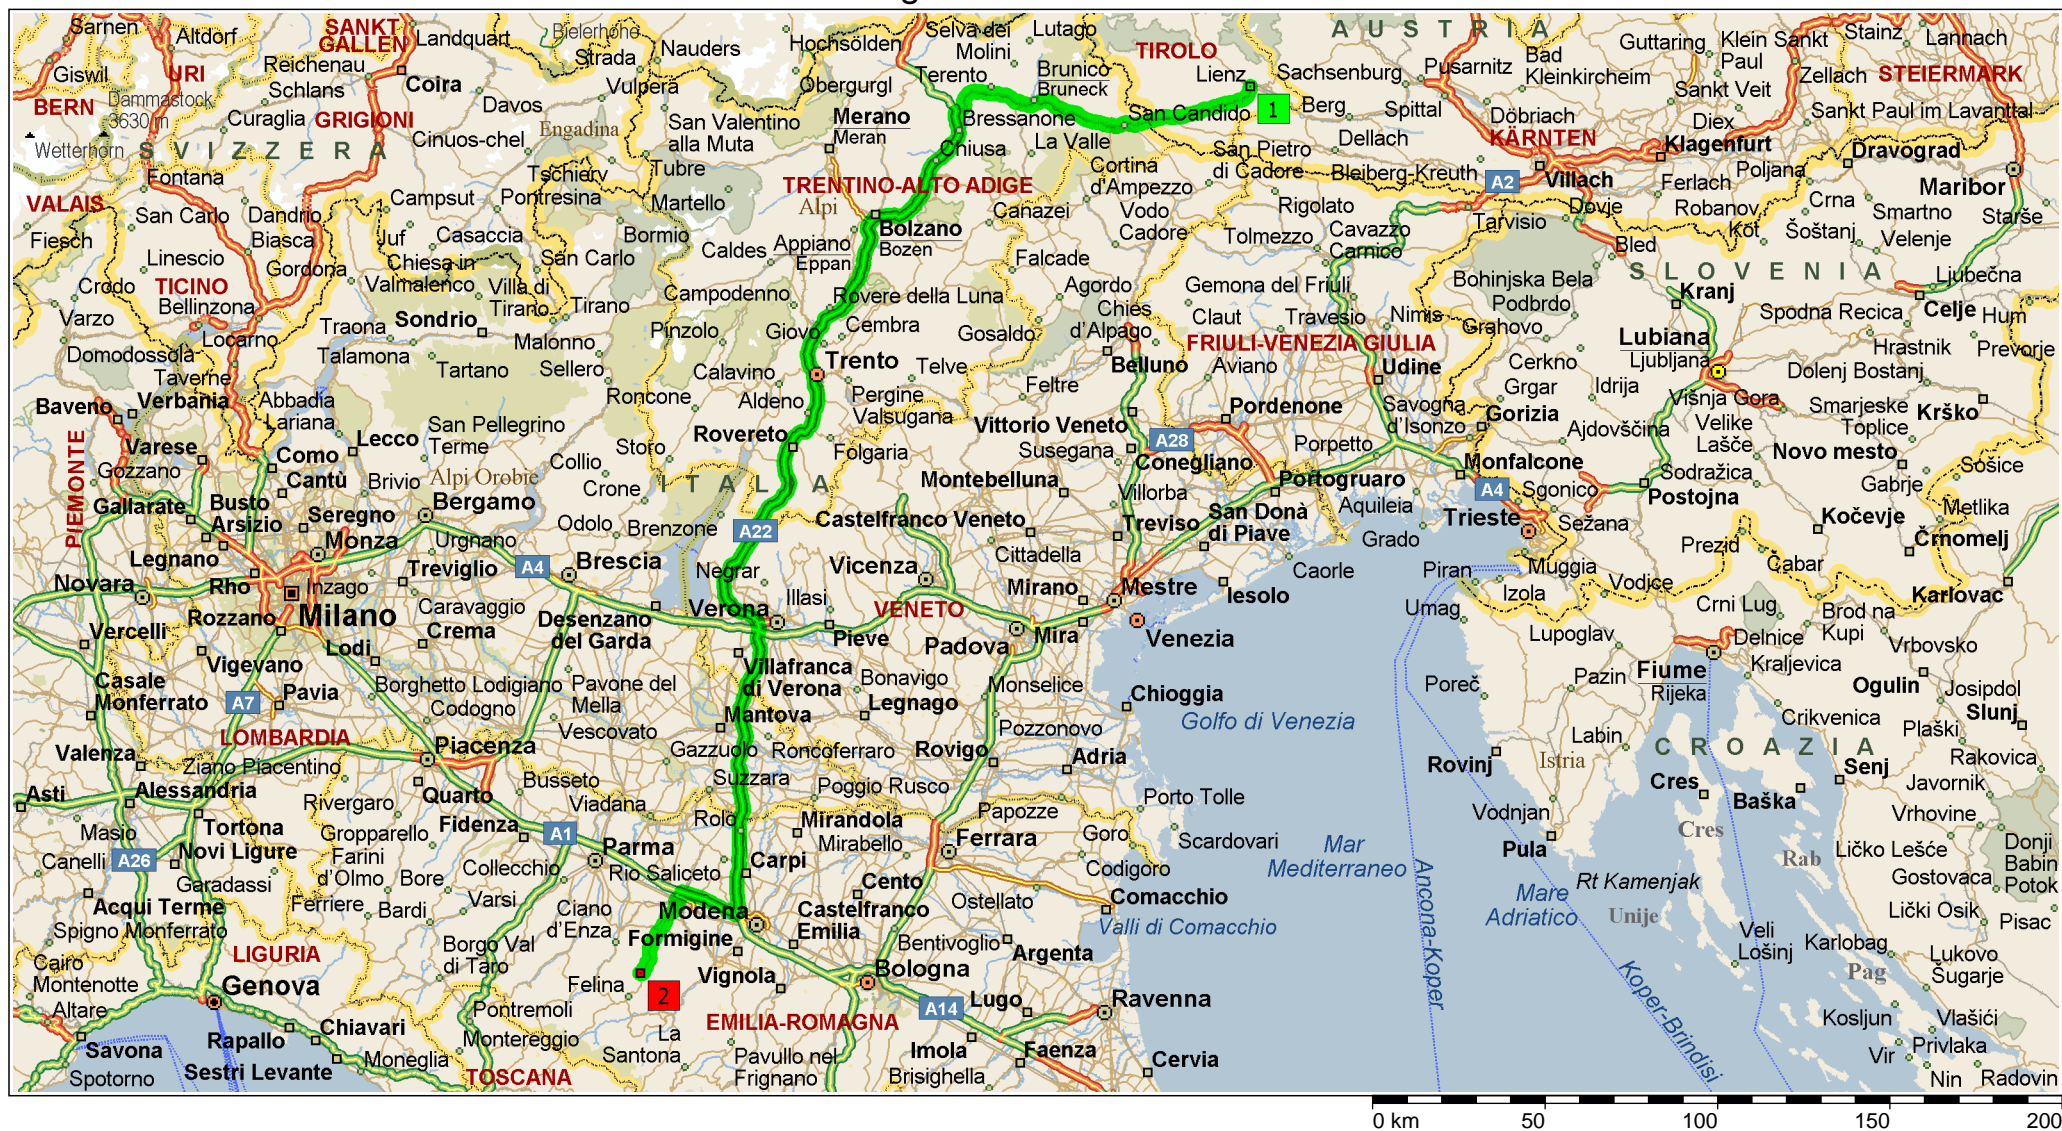 Sarnen
Altdorf
SANKT
GALLEN
Landquart
Bielerhöhe
Strada
Nauders
Hochsölden
Selva dei
Molini
Lutago
TIROLO
A U S T R I A
Guttaring
Klein Sankt
Paul
Stainz
Lannach
Giswil
URI
Reichenau
Schlans
Coira
Vulpera
Obergurgl
Terento
Brunico
Bruneck
Lienz
Sachsenburg
Pusarnitz
Bad
Kleinkirchheim
Zellach
STEIERMARK
BERN
Dammastock
3630 m
Curaglia
GRIGIONI
Davos
Engadina
San Valentino
alla Muta
Merano
Meran
Bressanone
San Candido
1
Berg
Spittal
Döbriach
Sankt Veit
Sankt Paul im Lavanttal
Wetterhorn
S V I Z Z E R A
Cinuos-chel
Chiusa
La Valle
San Pietro
di Cadore
Dellach
KÄRNTEN
Diex
Klagenfurt
Dravograd
Fontana
Tschierv
Tubre
TRENTINO-ALTO ADIGE
Cortina
d'Ampezzo
Bleiberg-Kreuth
A2
Villach
Poljana
Maribor
VALAIS
San Carlo
Dandrio
Campsut
Pontresina
Martello
Alpi
Canazei
Vodo
Cadore
Rigolato
Tarvisio
Dovje
Ferlach
Robanov
Kot
Crna
Smartno
Starše
Fiesch
Biasca
Juf
Casaccia
Bormio
Caldes
Appiano
Eppan
Bolzano
Bozen
Tolmezzo
Cavazzo
Carnico
Bled
Šoštanj
Velenje
Linescio
Gordona
Chiesa in
Valmalenco
San Carlo
Falcade
Bohinjska Bela
S L O V E N I A
Ljubečna
Crodo
TICINO
Bellinzona
Villa di
Tirano
Tirano
Campodenno
Rovere della Luna
Agordo
Gemona del Friuli
Podbrdo
Kranj
Celje
Varzo
Sondrio
Traona
Pinzolo
Giovo
Cembra
Gosaldo
Chies
d'Alpago
Claut
Travesio
Nimis
Grahovo
Spodna Recica
Hum
Locarno
Talamona
Malonno
Domodossola
FRIULI-VENEZIA GIULIA
Lubiana
Ljubljana
Hrastnik
Prevorje
Taverne
Tartano
Sellero
Calavino
Trento
Telve
Belluno
Aviano
Udine
Cerkno
Dolenj Bostanj
Baveno
Verbania
Abbadia
Lariana
Roncone
Aldeno
Pergine
Valsugana
Feltre
Pordenone
Savogna
d'Isonzo
Grgar
Idrija
Višnja Gora
Smarjeske
Toplice
Krško
PIEMONTE
Varese
Lecco
San Pellegrino
Terme
Storo
Rovereto
Folgaria
Vittorio Veneto
A28
Porpetto
Gorizia
Ajdovščina
Velike
Lašče
Novo mesto
Gozzano
Como
Cantù
Brivio
Alpi Orobie
Collio
Crone
I T A L I A
Susegana
Conegliano
Monfalcone
Sodražica
Sošice
Gallarate
Busto
Arsizio
Seregno
Bergamo
Montebelluna
Villorba
Portogruaro
Aquileia
A4
Sgonico
Postojna
Gabrje
Legnano
Monza
Urgnano
Odolo
Brenzone
A22
Castelfranco Veneto
Treviso
San Donà
di Piave
Grado
Trieste
Sežana
Kočevje
Metlika
Novara
Rho
Inzago
Treviglio
A4
Brescia
Negrar
Vicenza
Cittadella
Caorle
Piran
Muggia
Prezid
Čabar
Črnomelj
Rozzano
Milano
Caravaggio
Desenzano
del Garda
Verona
Illasi
VENETO
Mirano
Mestre
Iesolo
Umag
Izola
Vodice
Crni Lug
Karlovac
Vercelli
Crema
Pieve
Padova
Mira
Venezia
Lupoglav
Delnice
Brod na
Kupi
Vrbovsko
Vigevano
Lodi
Villafranca
di Verona
Bonavigo
Monselice
Chioggia
Pazin
Fiume
Rijeka
Kraljevica
Casale
Monferrato
A7
Pavia
Borghetto Lodigiano
Codogno
Pavone del
Mella
Legnago
Poreč
Ogulin
Josipdol
LOMBARDIA
Vescovato
Mantova
Pozzonovo
Golfo di Venezia
Crikvenica
Slunj
Valenza
Piacenza
Gazzuolo
Roncoferraro
Rovigo
Adria
Rovinj
Labin
Istria
C R O A Z I A
Plaški
Rakovica
Ziano Piacentino
Busseto
Suzzara
Poggio Rusco
Cres
Senj
Asti
Alessandria
Rivergaro
Quarto
Viadana
Porto Tolle
Vodnjan
Baška
Javornik
Masio
Tortona
Gropparello
Fidenza
A1
Rolo
Mirandola
Papozze
Goro
Scardovari
Cres
Vrhovine
Canelli
A26
Novi Ligure
Farini
d'Olmo
Parma
Mirabello
Ferrara
Mar
Mediterraneo
Pula
Rab
Ličko Lešće
Donji
Babin
Potok
Garadassi
Bore
Collecchio
Rio Saliceto
Carpi
Cento
Codigoro
Rt Kamenjak
Gostovaca
Acqui Terme
Ferriere
Bardi
Varsi
Ciano
d'Enza
Modena
Castelfranco
Emilia
Ostellato
Comacchio
Ancona-Koper
Mare
Adriatico
Unije
Lički Osik
Pisac
Spigno Monferrato
LIGURIA
Borgo Val
di Taro
Formigine
Bentivoglio
Valli di Comacchio
Veli
Lošinj
Karlobag
Lukovo
Šugarje
Cairo
Montenotte
Genova
Felina
2
Vignola
Bologna
Argenta
Koper-Brindisi
Pag
Altare
Pontremoli
EMILIA-ROMAGNA
A14
Lugo
Ravenna
Kosljun
Vlašići
Savona
Rapallo
Chiavari
Montereggio
La
Santona
Pavullo nel
Frignano
Imola
Faenza
Cervia
Vir
Privlaka
Spotorno
Sestri Levante
Moneglia
TOSCANA
Brisighella
Nin
Radovin
0 km
50
100
150
200